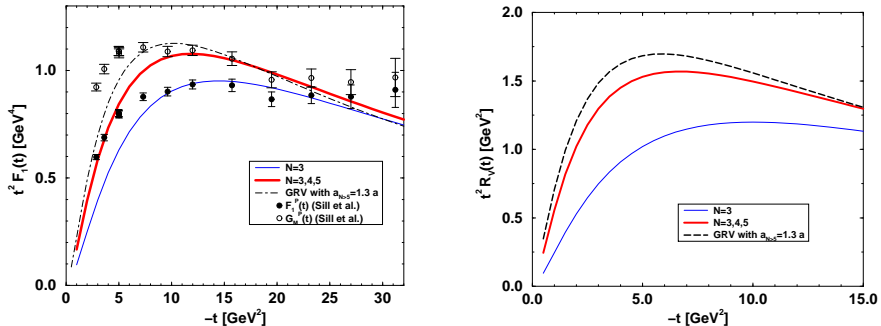 t² F₁(t) [GeV⁴]
1.0
0.5
0.0
0
5
10
15
20
25
30
−t [GeV²]
N=3
N=3,4,5
GRV with a_{N>5}=1.3 a
F₁ᵖ(t) (Sill et al.)
G_Mᵖ(t) (Sill et al.)
t² R_V(t) [GeV²]
2.0
1.5
1.0
0.5
0.0
0.0
5.0
10.0
15.0
−t [GeV²]
N=3
N=3,4,5
GRV with a_{N>5}=1.3 a